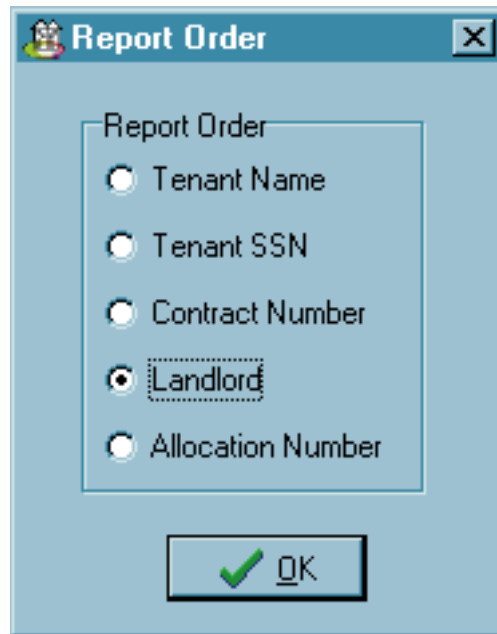 Report Order
Report Order
Tenant Name
Tenant SSN
Contract Number
Landlord
Allocation Number
OK